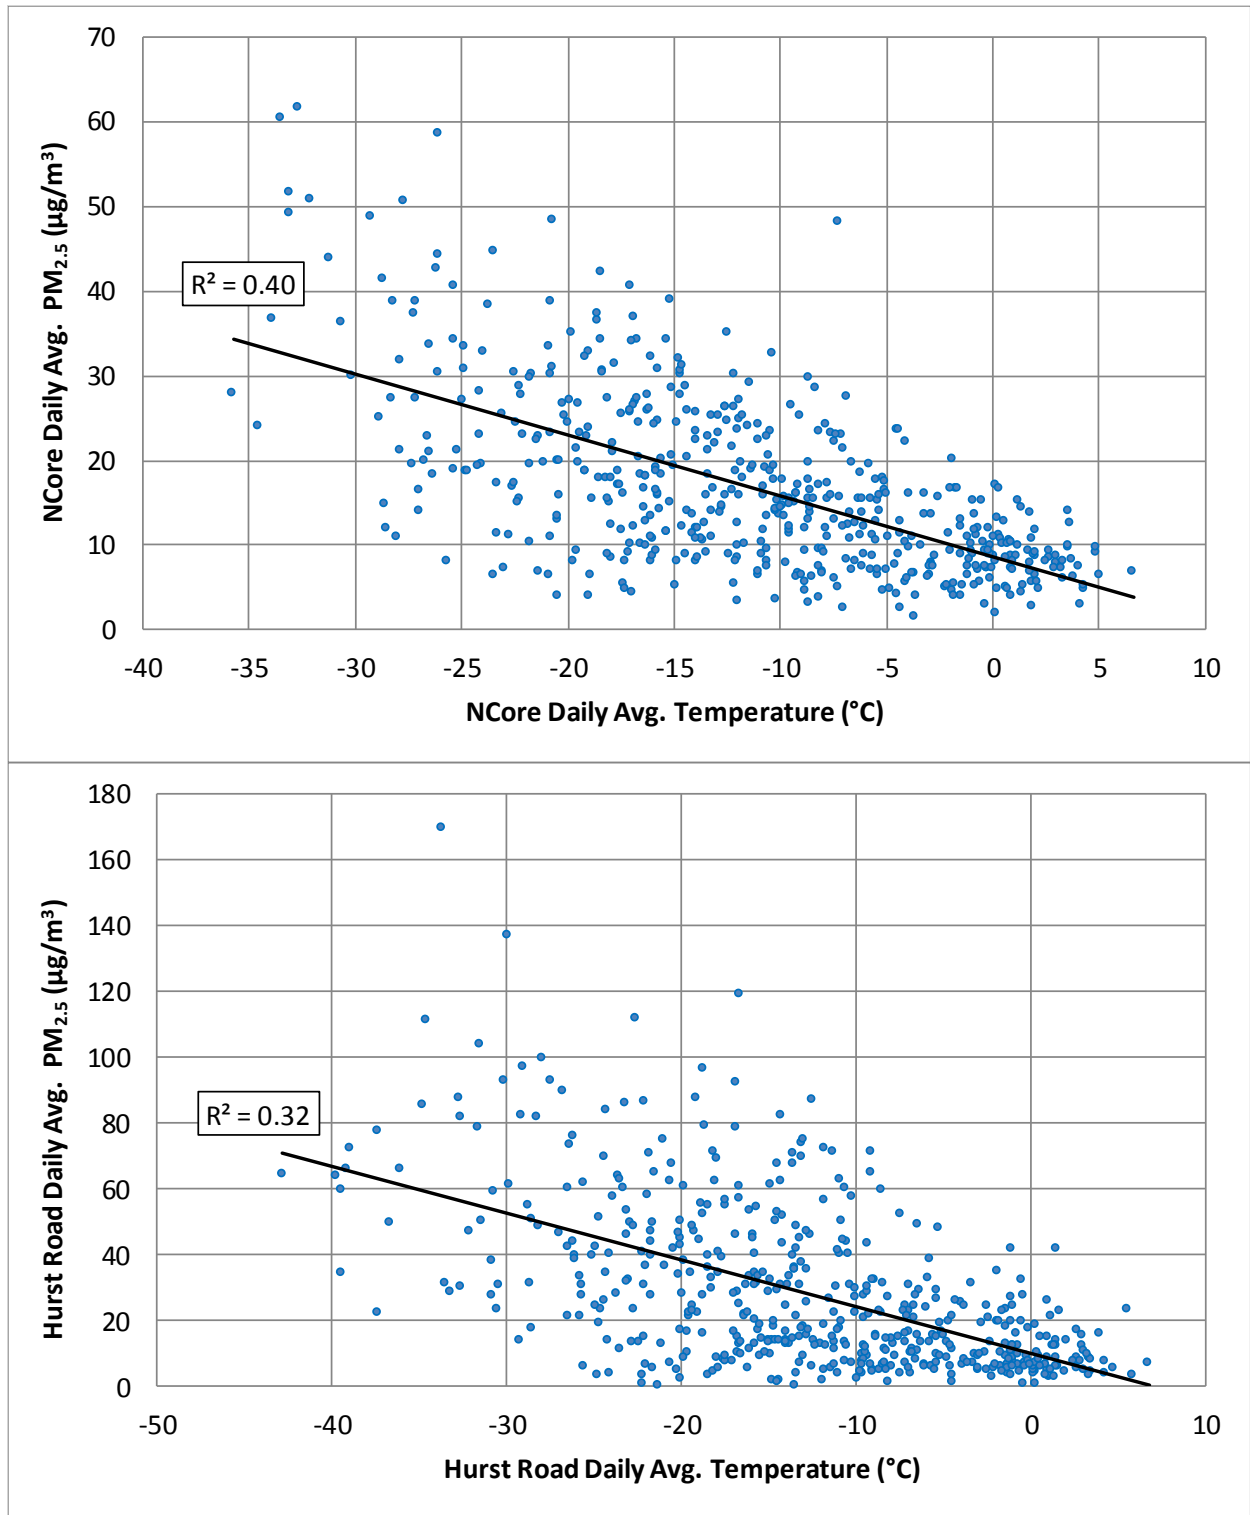 70
60
50
40
30
20
10
0
NCore Daily Avg. PM2.5 (µg/m³)
R² = 0.40
-40 -35 -30 -25 -20 -15 -10 -5 0 5 10
NCore Daily Avg. Temperature (°C)
180
160
140
120
100
80
60
40
20
0
Hurst Road Daily Avg. PM2.5 (µg/m³)
R² = 0.32
-50 -40 -30 -20 -10 0 10
Hurst Road Daily Avg. Temperature (°C)